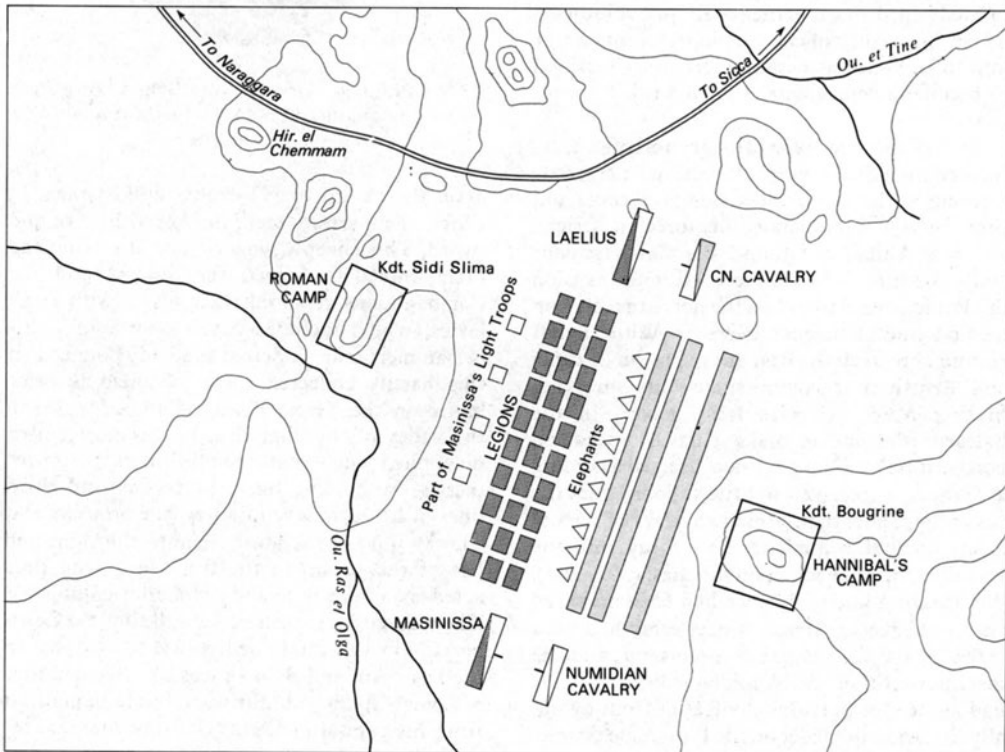 To Naraggara
To Sicca
Ou. et Tine
Hir. el
Chemmam
LAELIUS
CN. CAVALRY
Kdt. Sidi Slima
ROMAN
CAMP
Part of Masinissa's Light Troops
LEGIONS
Elephants
Kdt. Bougrine
HANNIBAL'S
CAMP
Ou. Ras el Olga
MASINISSA
NUMIDIAN
CAVALRY